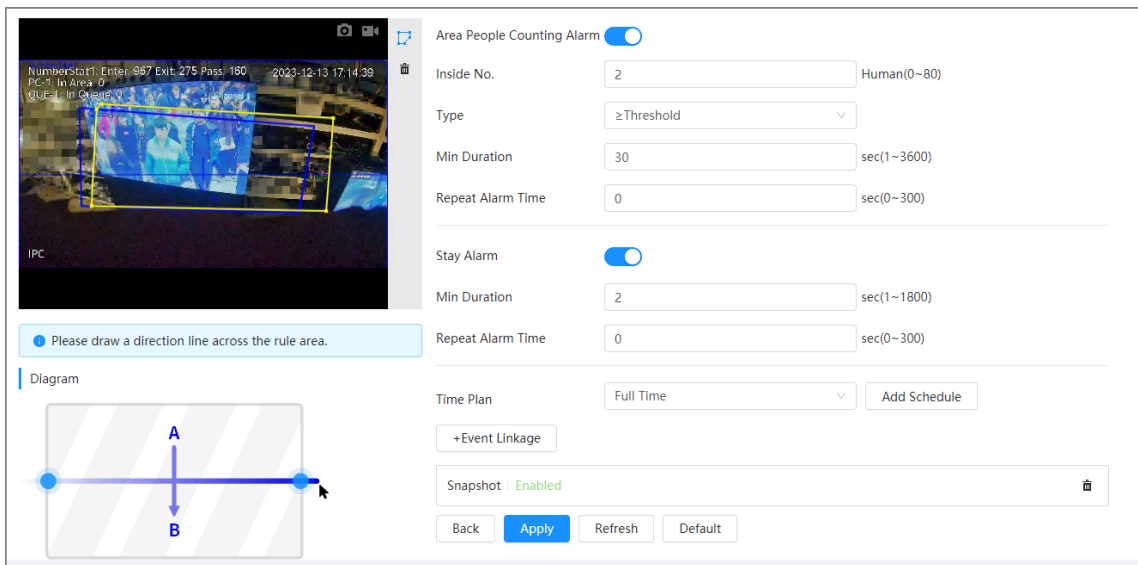 NumberStat1: Enter: 967 Exit: 275 Pass: 160
2023-12-13 17:14:39
PC-1: In Area: 0
QUE-1: In Queue: 0
IPC
Please draw a direction line across the rule area.
Diagram
A
B
Area People Counting Alarm
Inside No. 2 Human(0~80)
Type ≥Threshold
Min Duration 30 sec(1~3600)
Repeat Alarm Time 0 sec(0~300)
Stay Alarm
Min Duration 2 sec(1~1800)
Repeat Alarm Time 0 sec(0~300)
Time Plan Full Time Add Schedule
+Event Linkage
Snapshot Enabled
Back Apply Refresh Default